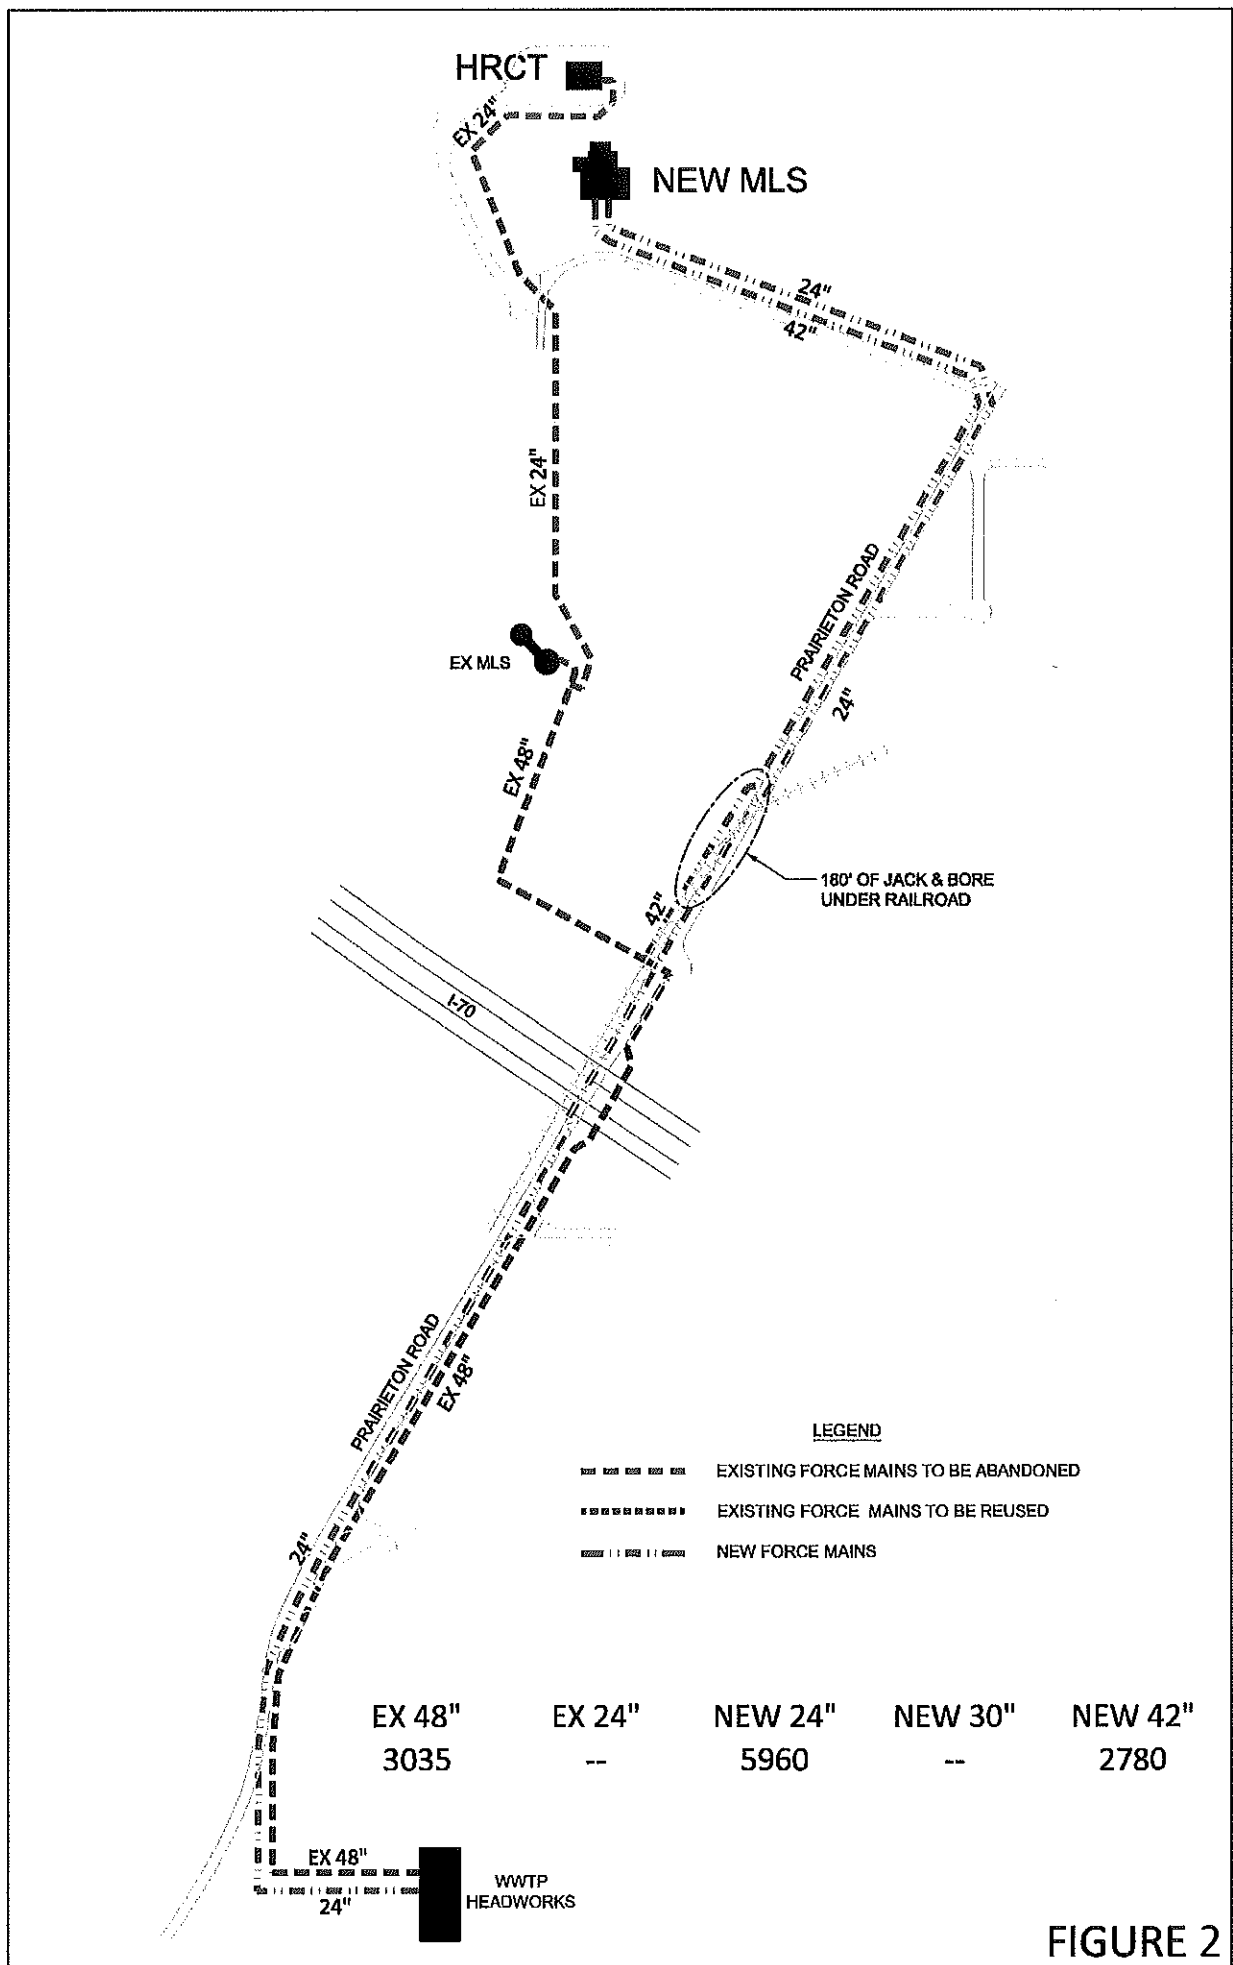 HRCT
EX 24"
NEW MLS
24"
42"
EX 24"
PRAIRIETON ROAD
EX MLS
24"
EX 48"
180' OF JACK & BORE
UNDER RAILROAD
42"
I-70
PRAIRIETON ROAD
EX 48"
LEGEND
EXISTING FORCE MAINS TO BE ABANDONED
EXISTING FORCE MAINS TO BE REUSED
NEW FORCE MAINS
24"
EX 48" EX 24" NEW 24" NEW 30" NEW 42"
3035 -- 5960 -- 2780
EX 48"
24"
WWTP
HEADWORKS
FIGURE 2